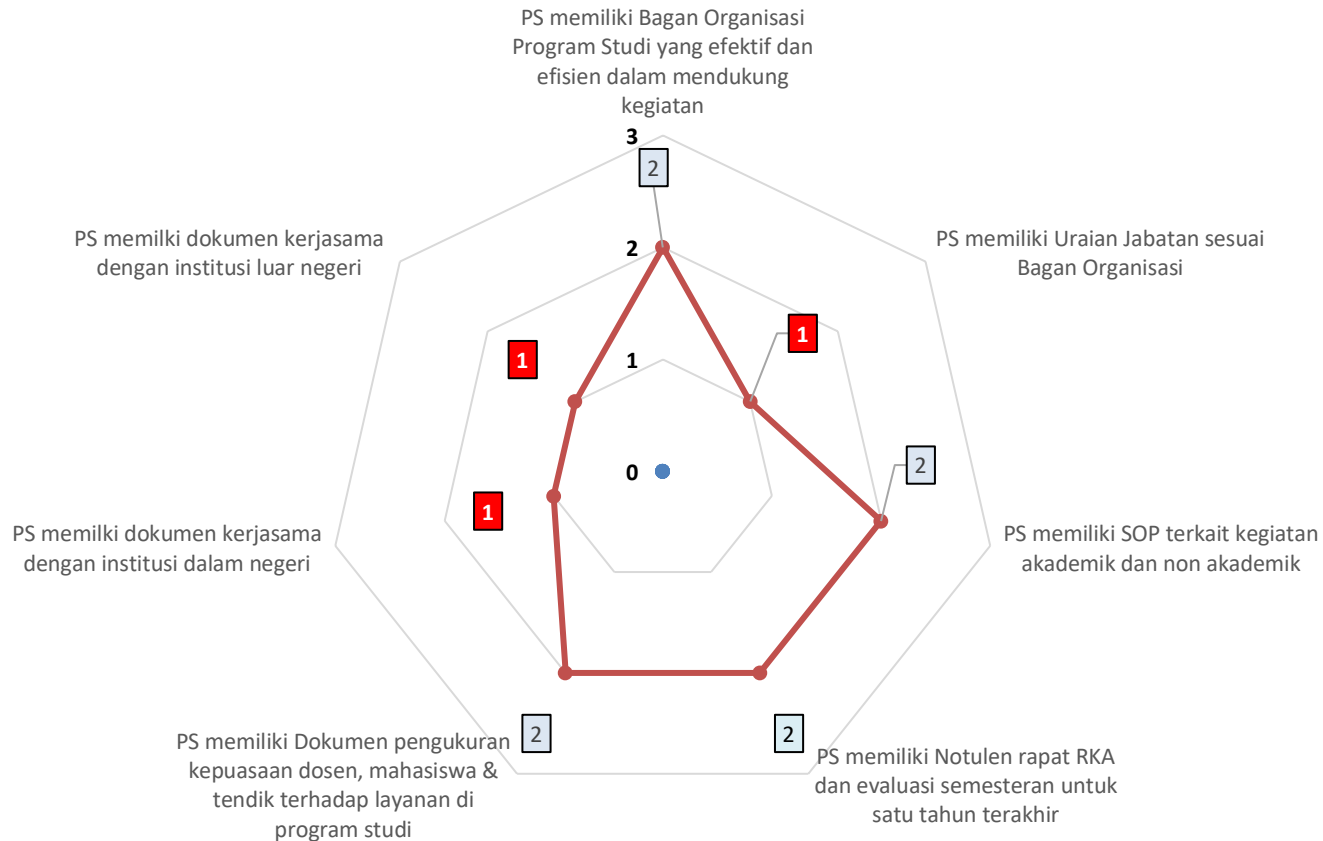 PS memiliki Bagan Organisasi
Program Studi yang efektif dan
efisien dalam mendukung
kegiatan
3
2
PS memilki dokumen kerjasama
dengan institusi luar negeri
PS memiliki Uraian Jabatan sesuai
Bagan Organisasi
2
1
1
1
2
0
PS memilki dokumen kerjasama
dengan institusi dalam negeri
1
PS memiliki SOP terkait kegiatan
akademik dan non akademik
2
2
PS memiliki Dokumen pengukuran
kepuasaan dosen, mahasiswa &
tendik terhadap layanan di
program studi
PS memiliki Notulen rapat RKA
dan evaluasi semesteran untuk
satu tahun terakhir